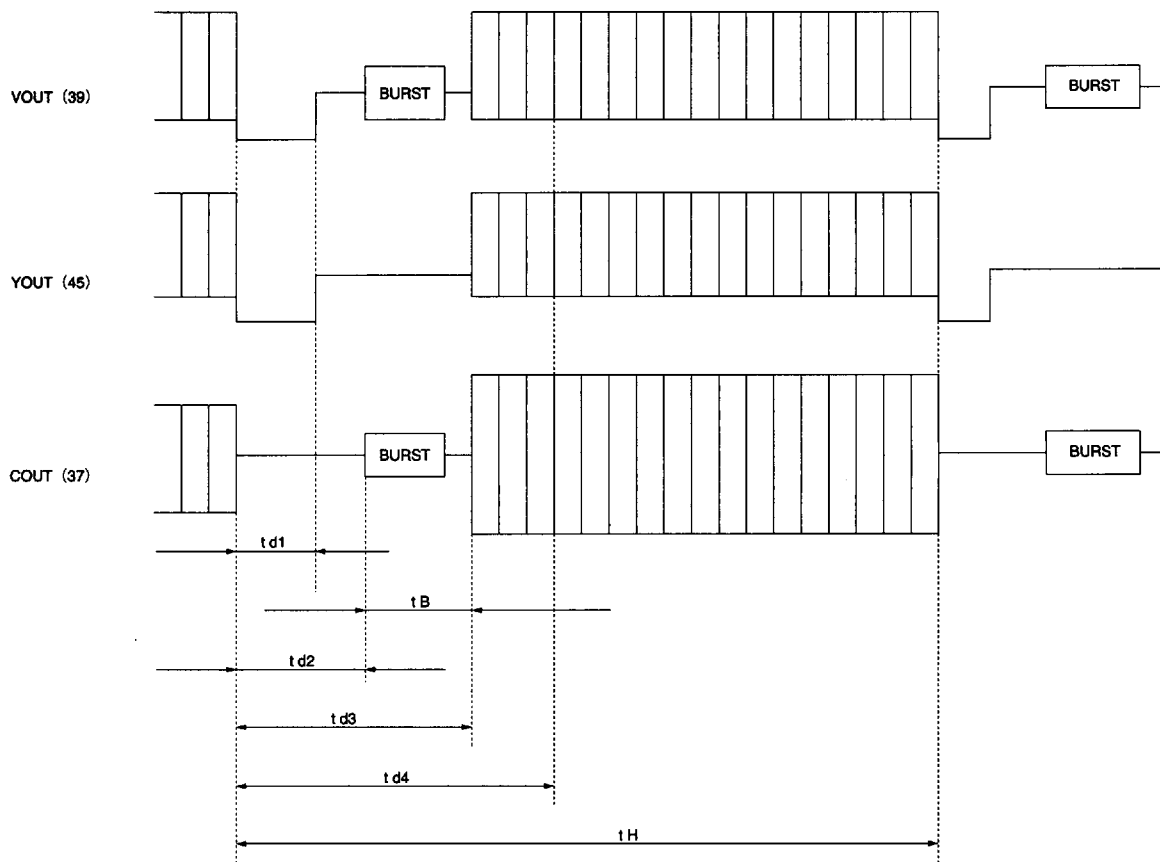 VOUT (39)
BURST
BURST
YOUT (45)
COUT (37)
BURST
BURST
t d1
t B
t d2
t d3
t d4
t H